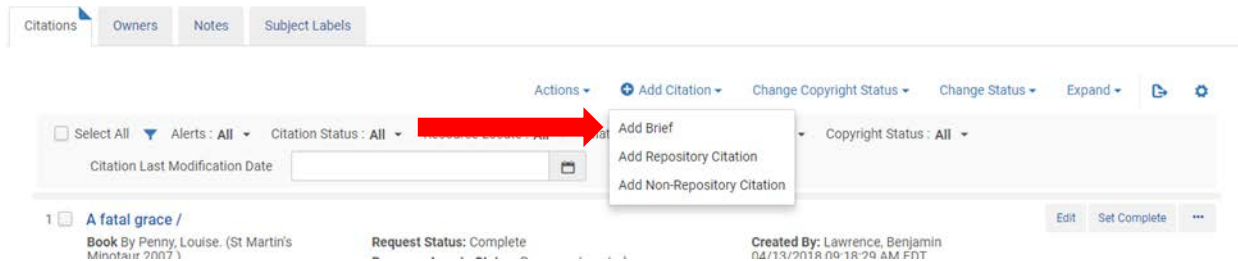 Citations Owners Notes Subject Labels
Actions Add Citation Change Copyright Status Change Status Expand
Select All Alerts : All Citation Status : All Copyright Status : All
Add Brief
Citation Last Modification Date
Add Repository Citation
Add Non-Repository Citation
1 A fatal grace / Edit Set Complete ...
Book By Penny, Louise. (St Martin's Request Status: Complete Created By: Lawrence, Benjamin
Minotaur 2007.) 04/13/2018 09:18:29 AM EDT